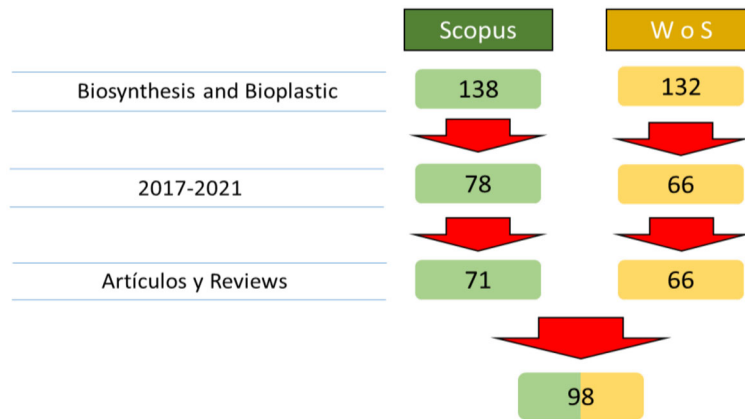 Scopus
W o S
Biosynthesis and Bioplastic
138
132
2017-2021
78
66
Artículos y Reviews
71
66
98